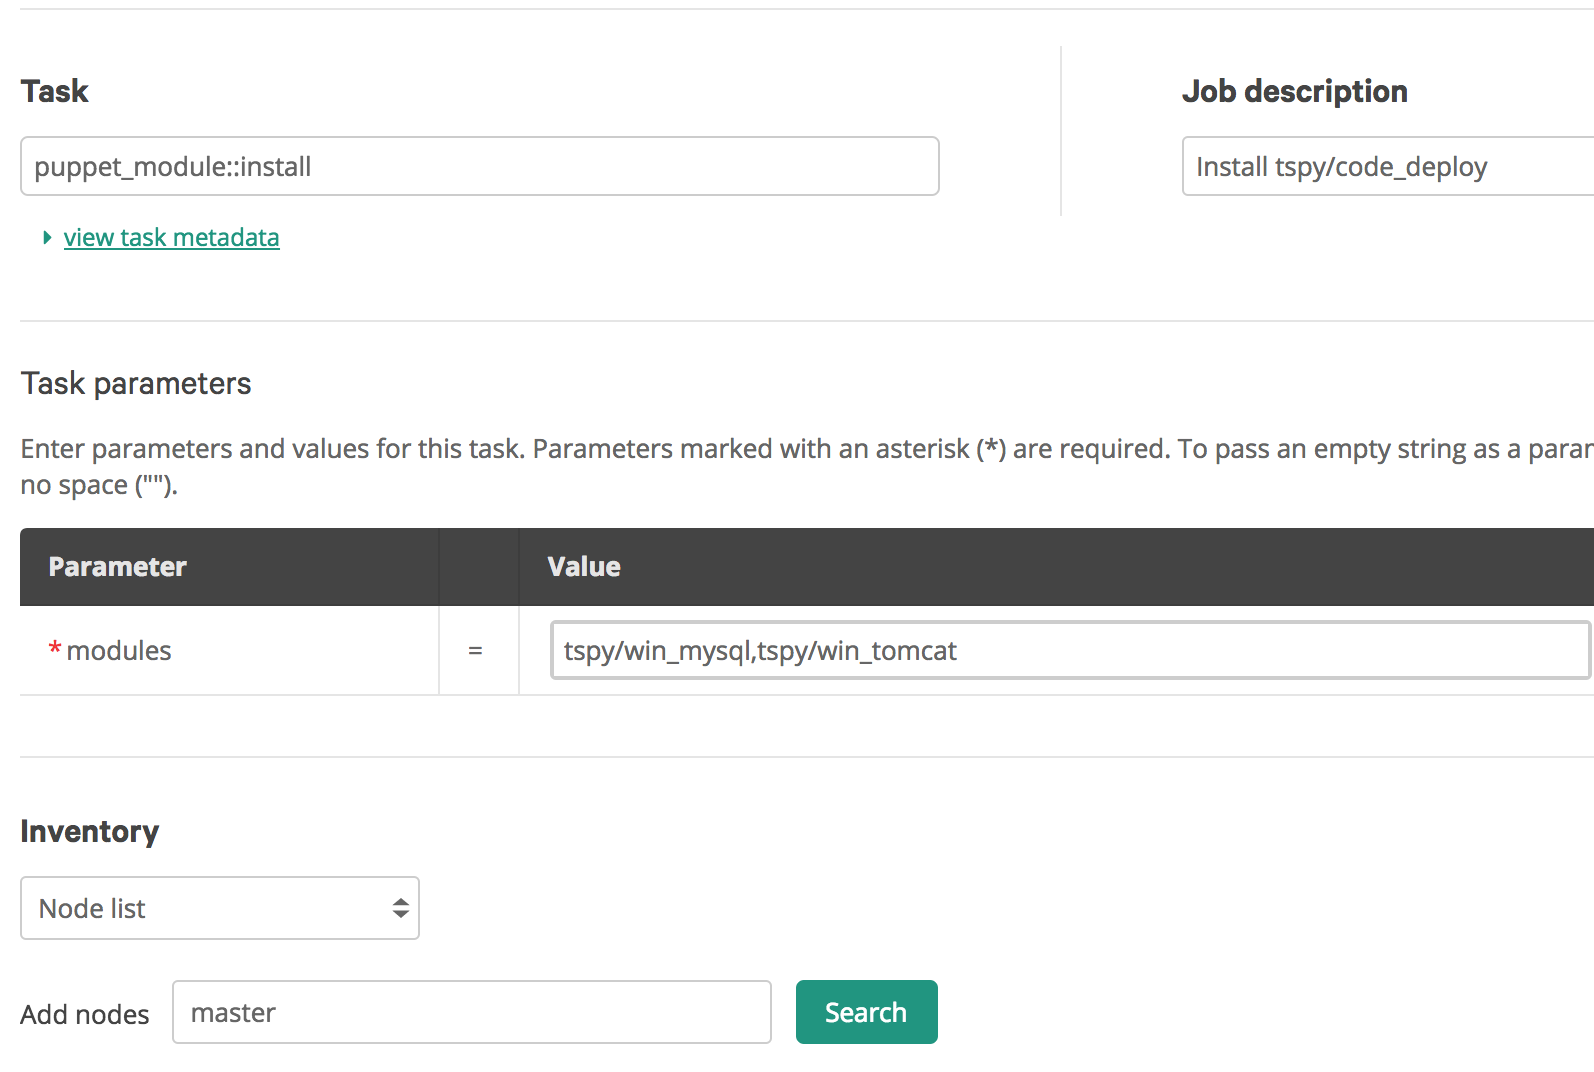 Task
Job description
puppet_module::install
Install tspy/code_deploy
view task metadata
Task parameters
Enter parameters and values for this task. Parameters marked with an asterisk (*) are required. To pass an empty string as a
no space ("").
Parameter
Value
* modules
=
tspy/win_mysql,tspy/win_tomcat
Inventory
Node list
Add nodes
master
Search